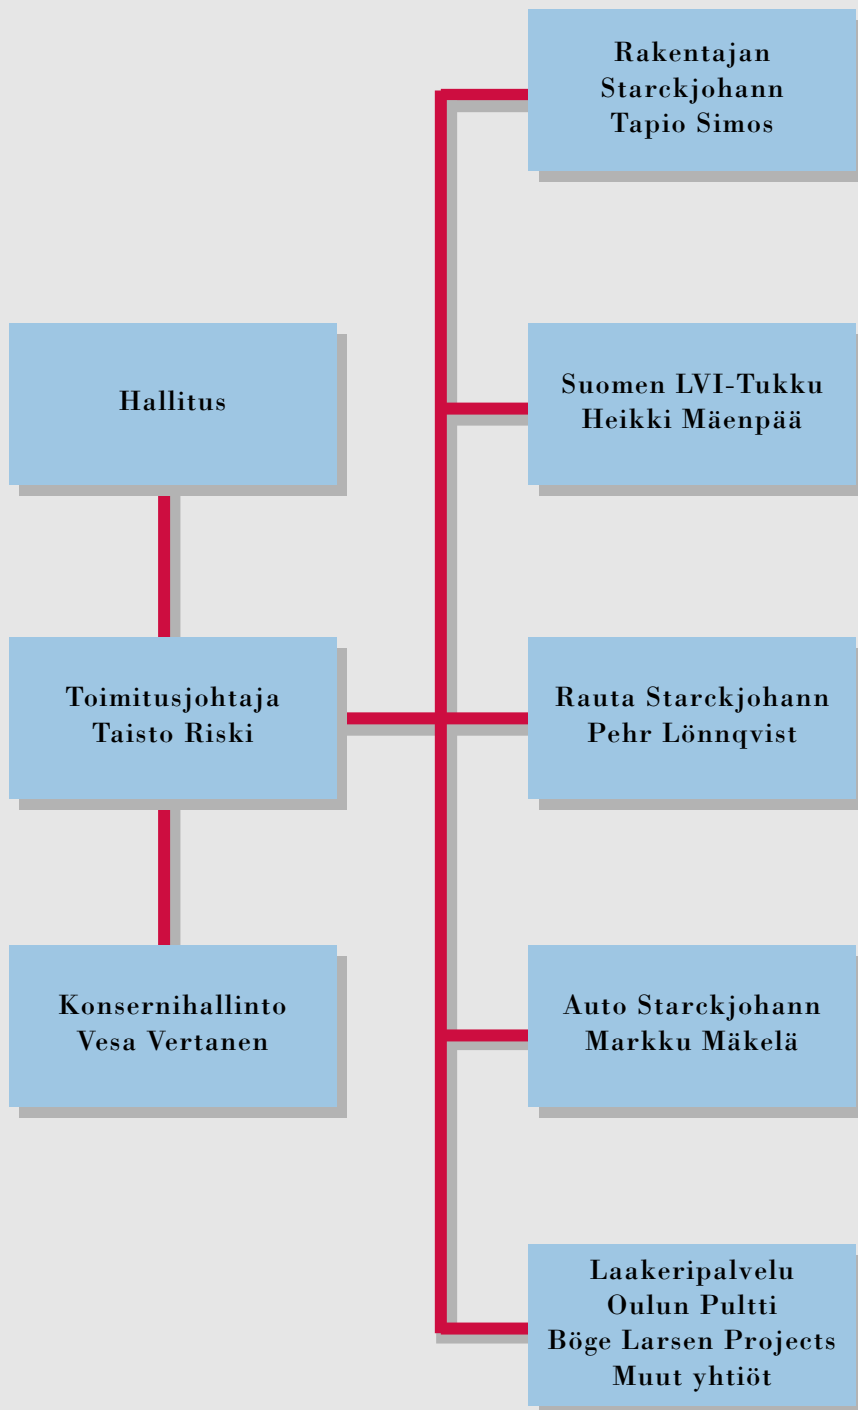 Hallitus
Toimitusjohtaja
Taisto Riski
Konsernihallinto
Vesa Vertanen
Rakentajan
Starckjohann
Tapio Simos
Suomen LVI-Tukku
Heikki Mäenpää
Rauta Starckjohann
Pehr Lönnqvist
Auto Starckjohann
Markku Mäkelä
Laakeripalvelu
Oulun Pultti
Böge Larsen Projects
Muut yhtiöt